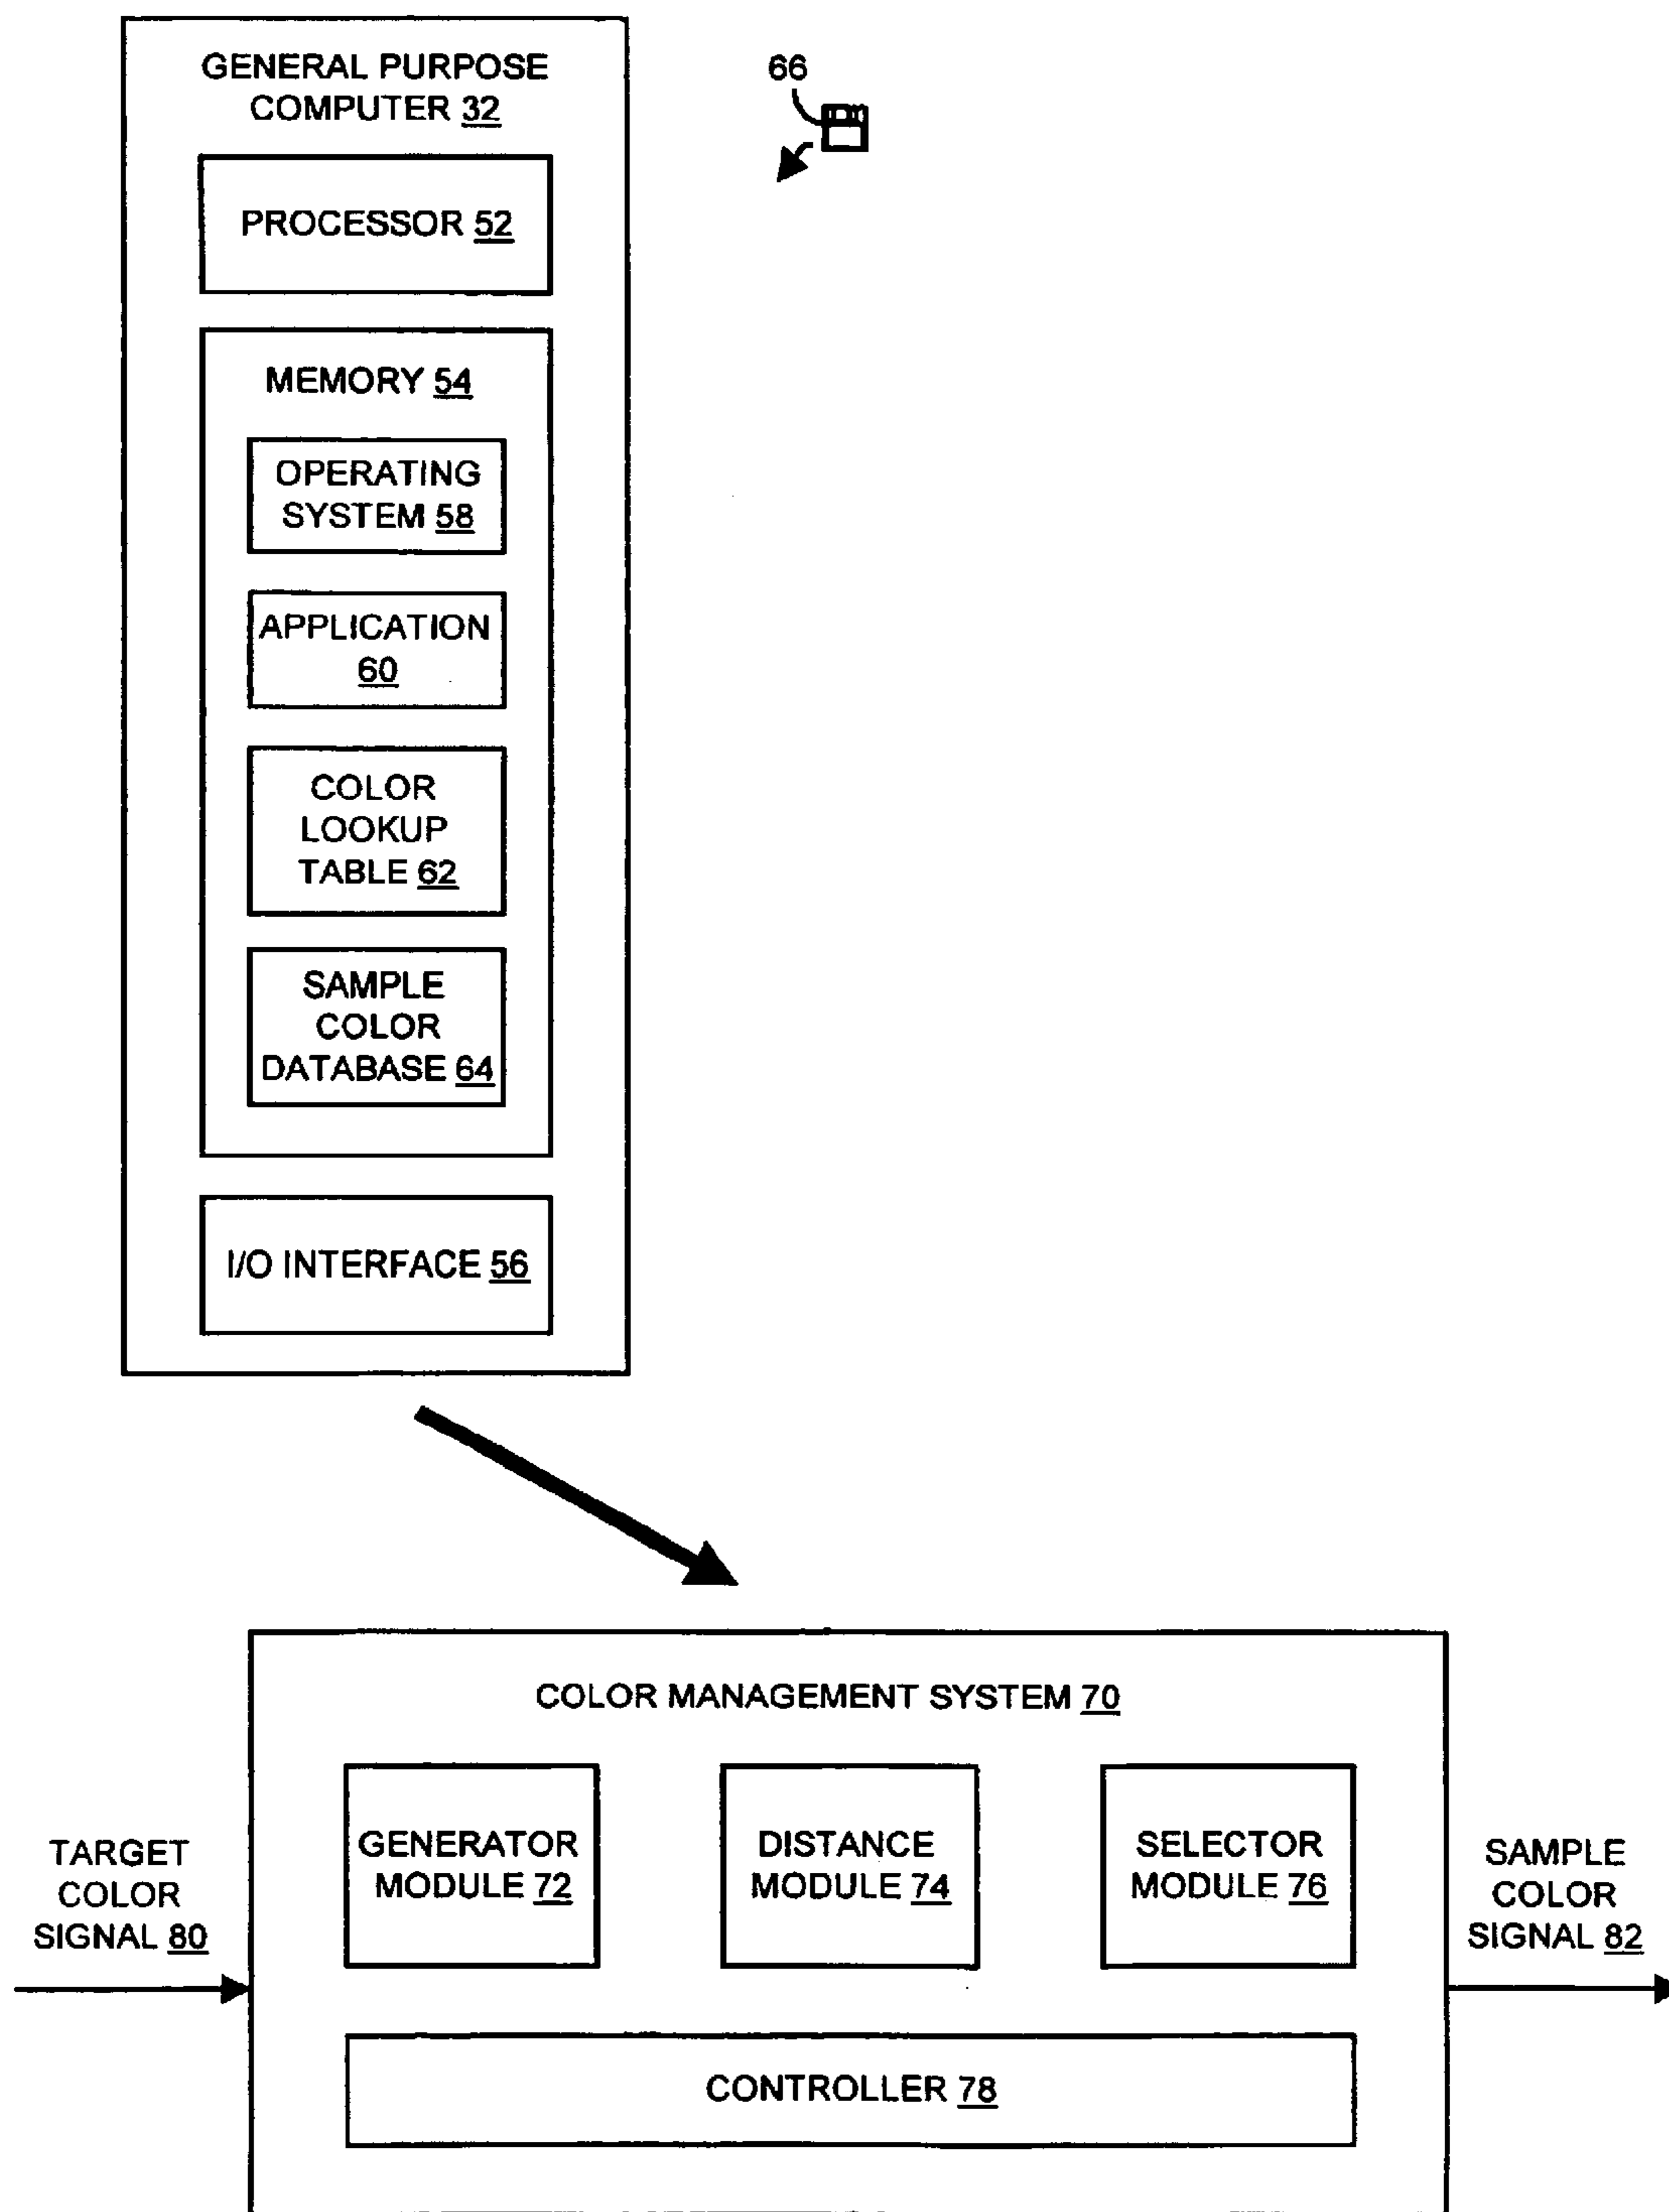 GENERAL PURPOSE
COMPUTER 32
66
PROCESSOR 52
MEMORY 54
OPERATING
SYSTEM 58
APPLICATION
60
COLOR
LOOKUP
TABLE 62
SAMPLE
COLOR
DATABASE 64
I/O INTERFACE 56
COLOR MANAGEMENT SYSTEM 70
TARGET
COLOR
SIGNAL 80
GENERATOR
MODULE 72
DISTANCE
MODULE 74
SELECTOR
MODULE 76
SAMPLE
COLOR
SIGNAL 82
CONTROLLER 78